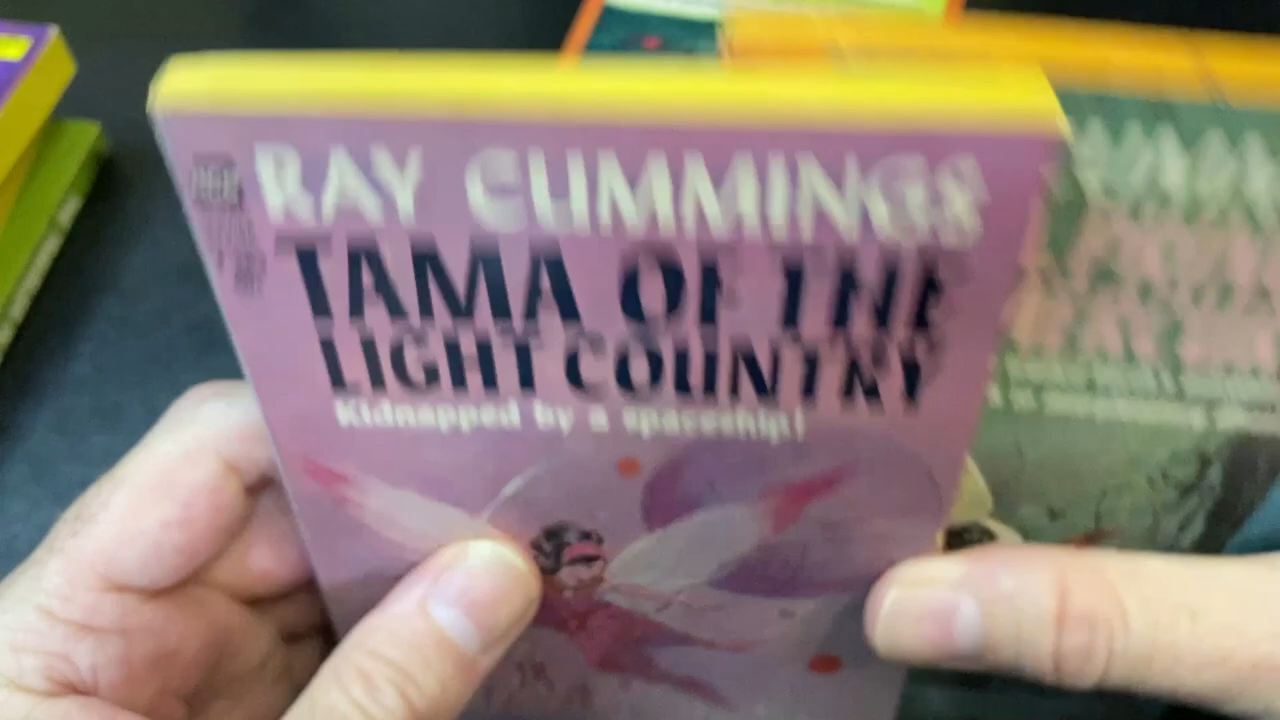 RAY CUMMINGS
TAMA OF THE
LIGHT COUNTRY
Kidnapped by a spaceship!